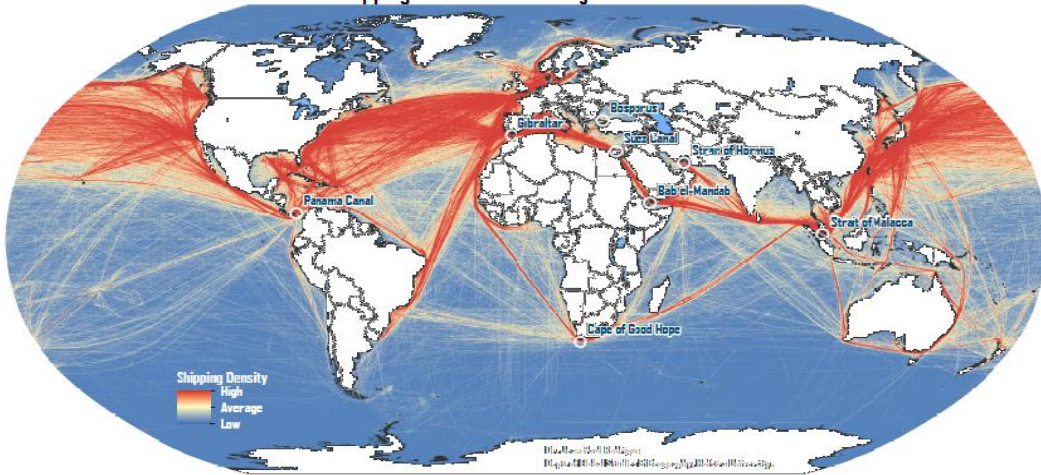 Bosporus
Gibraltar
Suez Canal
Strait of Hormuz
Bab el-Mandab
Panama Canal
Strait of Malacca
Cape of Good Hope
Shipping Density
High
Average
Low